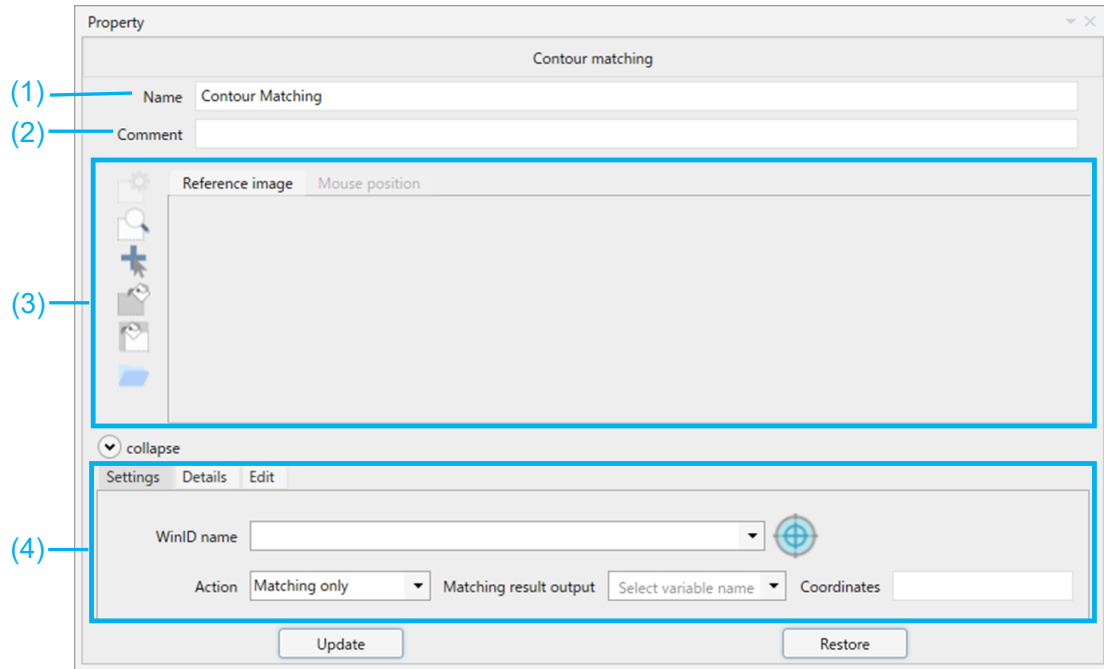 Property
Contour matching
(1) Name Contour Matching
(2) Comment
Reference image Mouse position
(3)
collapse
Settings Details Edit
(4) WinID name
Action Matching only Matching result output Select variable name Coordinates
Update Restore